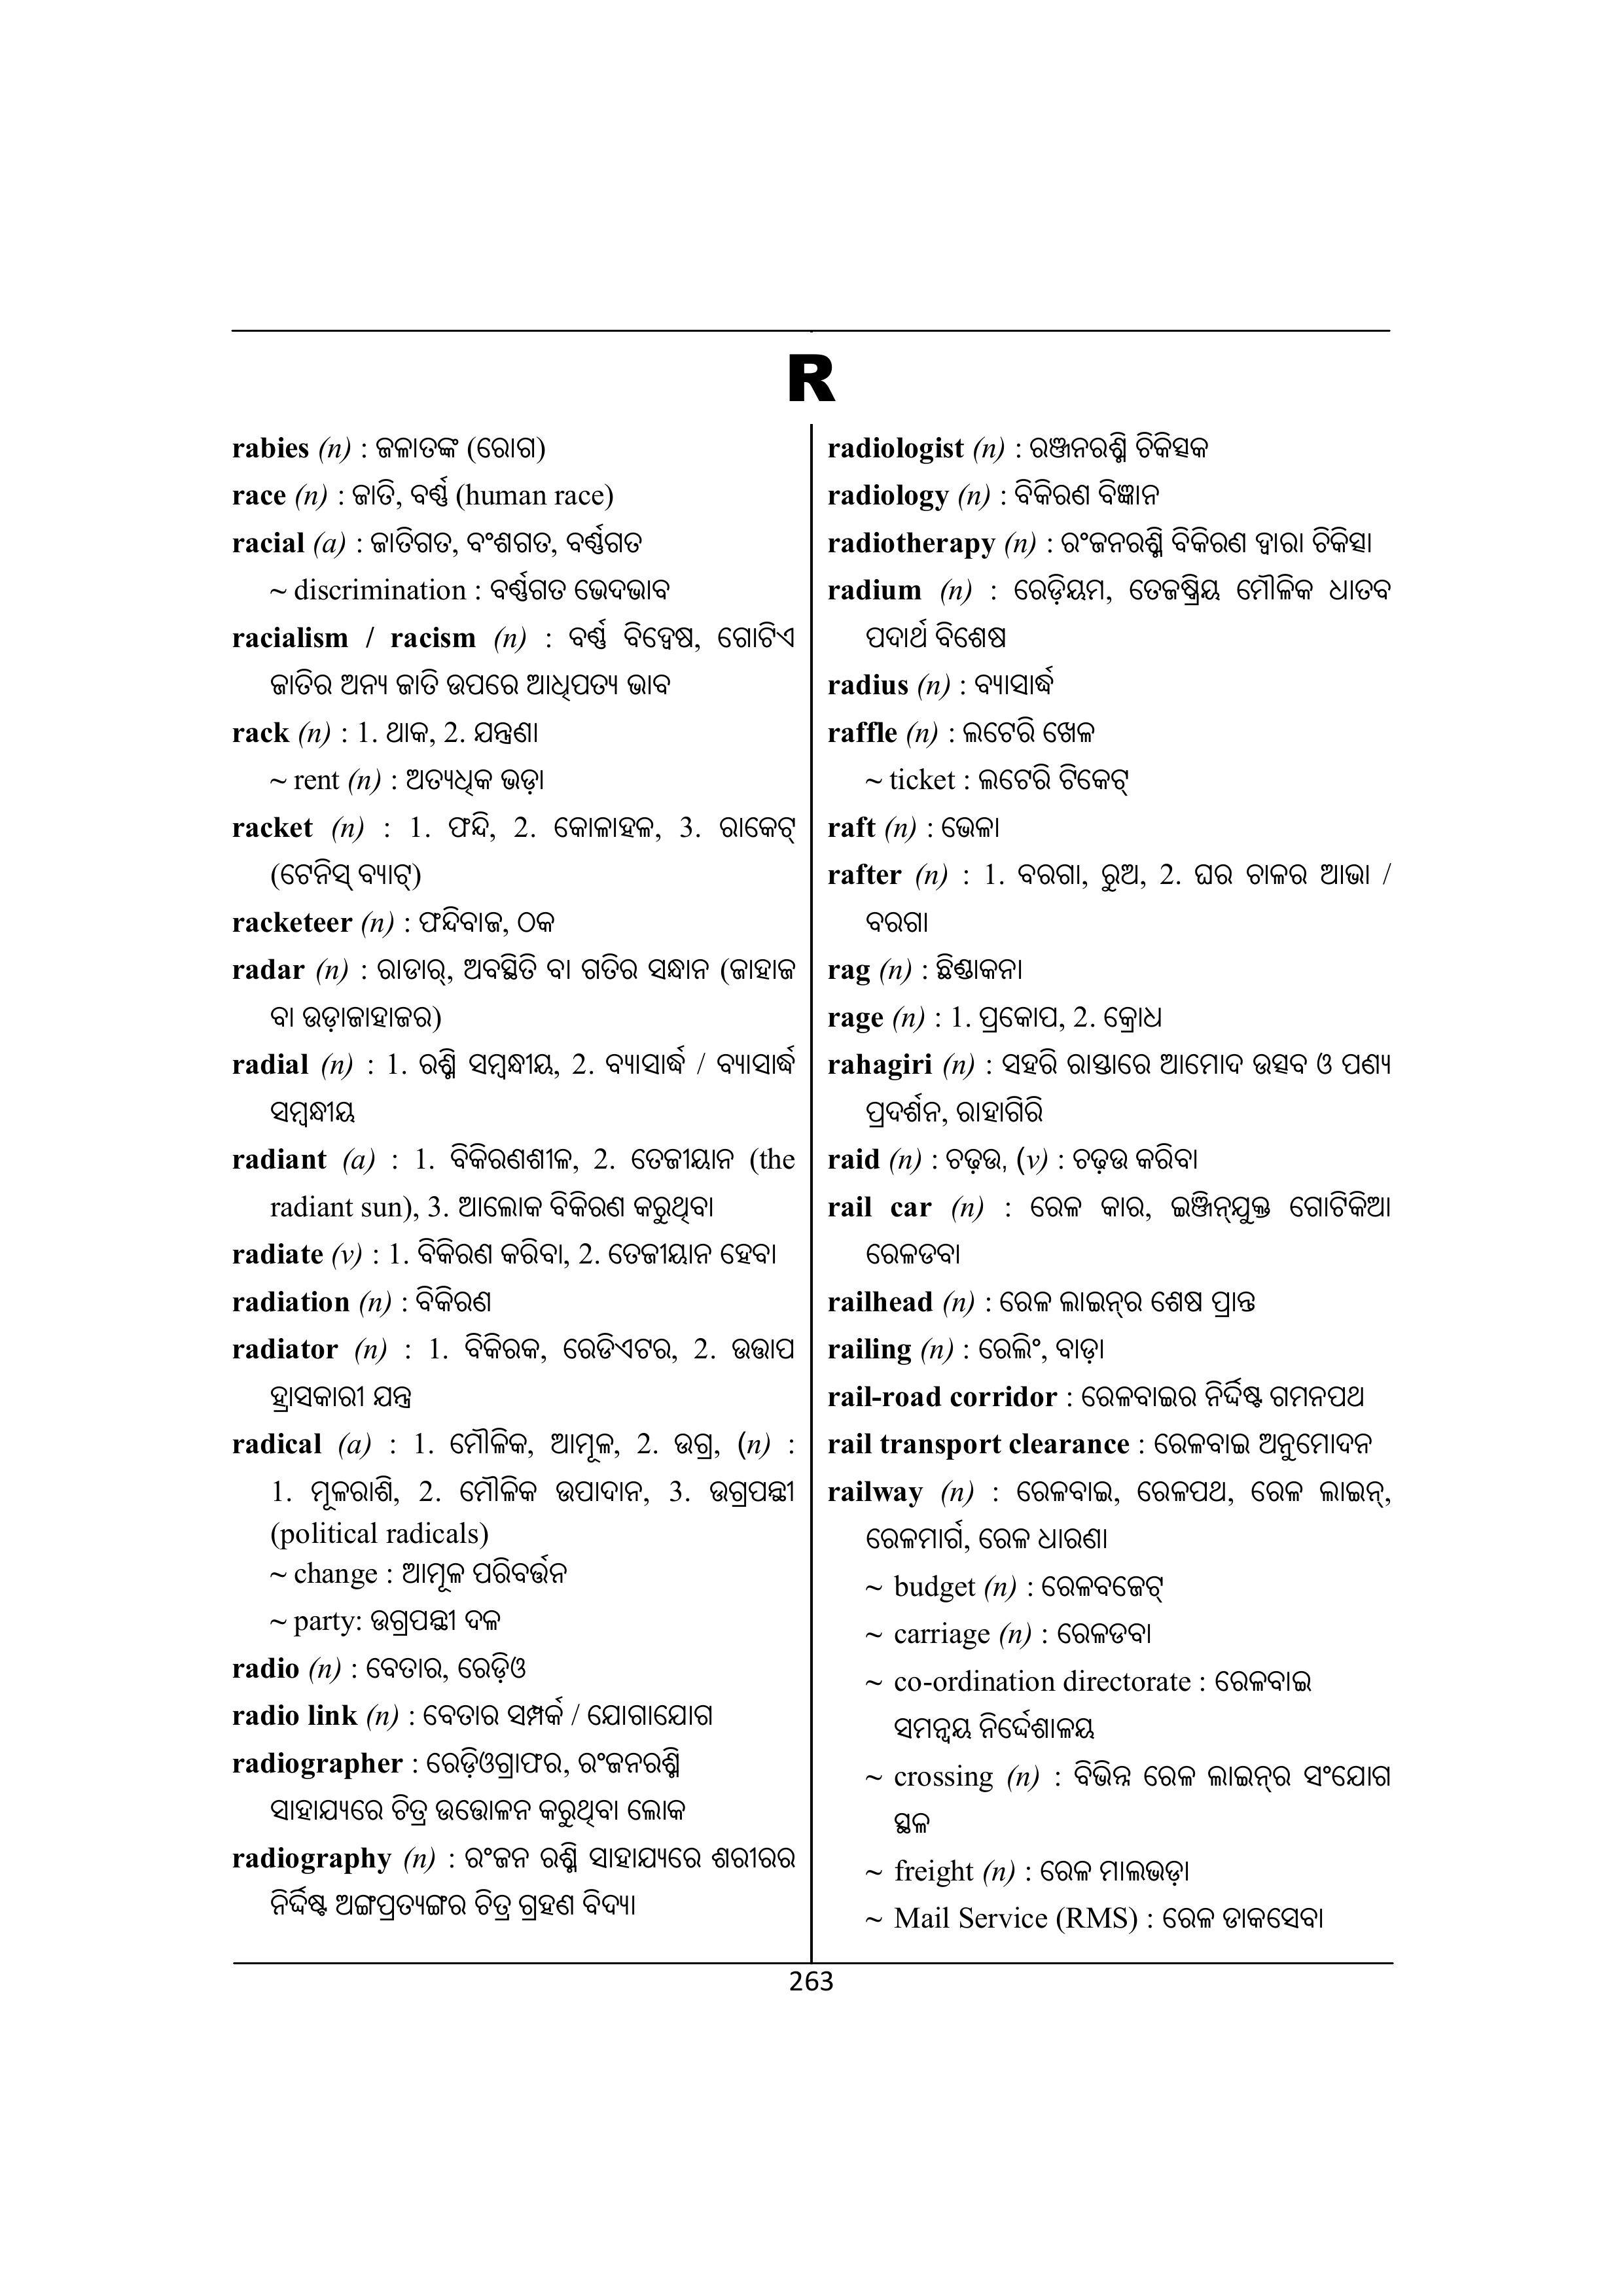 R
rabies (n) : ଜଳାତଙ୍କ (ରୋଗ)
race (n) : ଜାତି, ବର୍ଣ୍ଣ (human race)
racial (a) : ଜାତିଗତ, ବଂଶଗତ, ବର୍ଣ୍ଣଗତ
~ discrimination : ବର୍ଣ୍ଣଗତ ଭେଦଭାବ
racialism / racism (n) : ବର୍ଣ୍ଣ ବିଦ୍ୱେଷ, ଗୋଟିଏ
ଜାତିର ଅନ୍ୟ ଜାତି ଉପରେ ଆଧିପତ୍ୟ ଭାବ
rack (n) : 1. ଥାକ, 2. ଯନ୍ତ୍ରଣା
~ rent (n) : ଅତ୍ୟଧିକ ଭଡ଼ା
racket (n) : 1. ଫନ୍ଦି, 2. କୋଳାହଳ, 3. ରାକେଟ୍
(ଟେନିସ୍ ବ୍ୟାଟ୍)
racketeer (n) : ଫନ୍ଦିବାଜ, ଠକ
radar (n) : ରାଡାର୍, ଅବସ୍ଥିତି ବା ଗତିର ସନ୍ଧାନ (ଜାହାଜ
ବା ଉଡ଼ାଜାହାଜର)
radial (n) : 1. ରଶ୍ମି ସମ୍ବନ୍ଧୀୟ, 2. ବ୍ୟାସାର୍ଦ୍ଧ / ବ୍ୟାସାର୍ଦ୍ଧ
ସମ୍ବନ୍ଧୀୟ
radiant (a) : 1. ବିକିରଣଶୀଳ, 2. ତେଜୀୟାନ (the
radiant sun), 3. ଆଲୋକ ବିକିରଣ କରୁଥିବା
radiate (v) : 1. ବିକିରଣ କରିବା, 2. ତେଜୀୟାନ ହେବା
radiation (n) : ବିକିରଣ
radiator (n) : 1. ବିକିରକ, ରେଡିଏଟର, 2. ଉତ୍ତାପ
ହ୍ରାସକାରୀ ଯନ୍ତ୍ର
radical (a) : 1. ମୌଳିକ, ଆମୂଳ, 2. ଉଗ୍ର, (n) :
1. ମୂଳରାଶି, 2. ମୌଳିକ ଉପାଦାନ, 3. ଉଗ୍ରପନ୍ଥୀ
(political radicals)
~ change : ଆମୂଳ ପରିବର୍ତ୍ତନ
~ party: ଉଗ୍ରପନ୍ଥୀ ଦଳ
radio (n) : ବେତାର, ରେଡ଼ିଓ
radio link (n) : ବେତାର ସମ୍ପର୍କ / ଯୋଗାଯୋଗ
radiographer : ରେଡ଼ିଓଗ୍ରାଫର, ରଂଜନରଶ୍ମି
ସାହାଯ୍ୟରେ ଚିତ୍ର ଉତ୍ତୋଳନ କରୁଥିବା ଲୋକ
radiography (n) : ରଂଜନ ରଶ୍ମି ସାହାଯ୍ୟରେ ଶରୀରର
ନିର୍ଦ୍ଦିଷ୍ଟ ଅଙ୍ଗପ୍ରତ୍ୟଙ୍ଗର ଚିତ୍ର ଗ୍ରହଣ ବିଦ୍ୟା
radiologist (n) : ରଞ୍ଜନରଶ୍ମି ଚିକିତ୍ସକ
radiology (n) : ବିକିରଣ ବିଜ୍ଞାନ
radiotherapy (n) : ରଂଜନରଶ୍ମି ବିକିରଣ ଦ୍ୱାରା ଚିକିତ୍ସା
radium (n) : ରେଡ଼ିୟମ, ତେଜଷ୍କ୍ରିୟ ମୌଳିକ ଧାତବ
ପଦାର୍ଥ ବିଶେଷ
radius (n) : ବ୍ୟାସାର୍ଦ୍ଧ
raffle (n) : ଲଟେରି ଖେଳ
~ ticket : ଲଟେରି ଟିକେଟ୍
raft (n) : ଭେଳା
rafter (n) : 1. ବରଗା, ରୁଅ, 2. ଘର ଚାଳର ଆଭା /
ବରଗା
rag (n) : ଛିଣ୍ଡାକନା
rage (n) : 1. ପ୍ରକୋପ, 2. କ୍ରୋଧ
rahagiri (n) : ସହରି ରାସ୍ତାରେ ଆମୋଦ ଉତ୍ସବ ଓ ପଣ୍ୟ
ପ୍ରଦର୍ଶନ, ରାହାଗିରି
raid (n) : ଚଢ଼ଉ, (v) : ଚଢ଼ଉ କରିବା
rail car (n) : ରେଳ କାର, ଇଞ୍ଜିନ୍‌ଯୁକ୍ତ ଗୋଟିକିଆ
ରେଳଡବା
railhead (n) : ରେଳ ଲାଇନ୍‌ର ଶେଷ ପ୍ରାନ୍ତ
railing (n) : ରେଲିଂ, ବାଡ଼ା
rail-road corridor : ରେଳବାଇର ନିର୍ଦ୍ଦିଷ୍ଟ ଗମନପଥ
rail transport clearance : ରେଳବାଇ ଅନୁମୋଦନ
railway (n) : ରେଳବାଇ, ରେଳପଥ, ରେଳ ଲାଇନ୍,
ରେଳମାର୍ଗ, ରେଳ ଧାରଣା
~ budget (n) : ରେଳବଜେଟ୍
~ carriage (n) : ରେଳଡବା
~ co-ordination directorate : ରେଳବାଇ
ସମନ୍ୱୟ ନିର୍ଦ୍ଦେଶାଳୟ
~ crossing (n) : ବିଭିନ୍ନ ରେଳ ଲାଇନ୍‌ର ସଂଯୋଗ
ସ୍ଥଳ
~ freight (n) : ରେଳ ମାଲଭଡ଼ା
~ Mail Service (RMS) : ରେଳ ଡାକସେବା
263